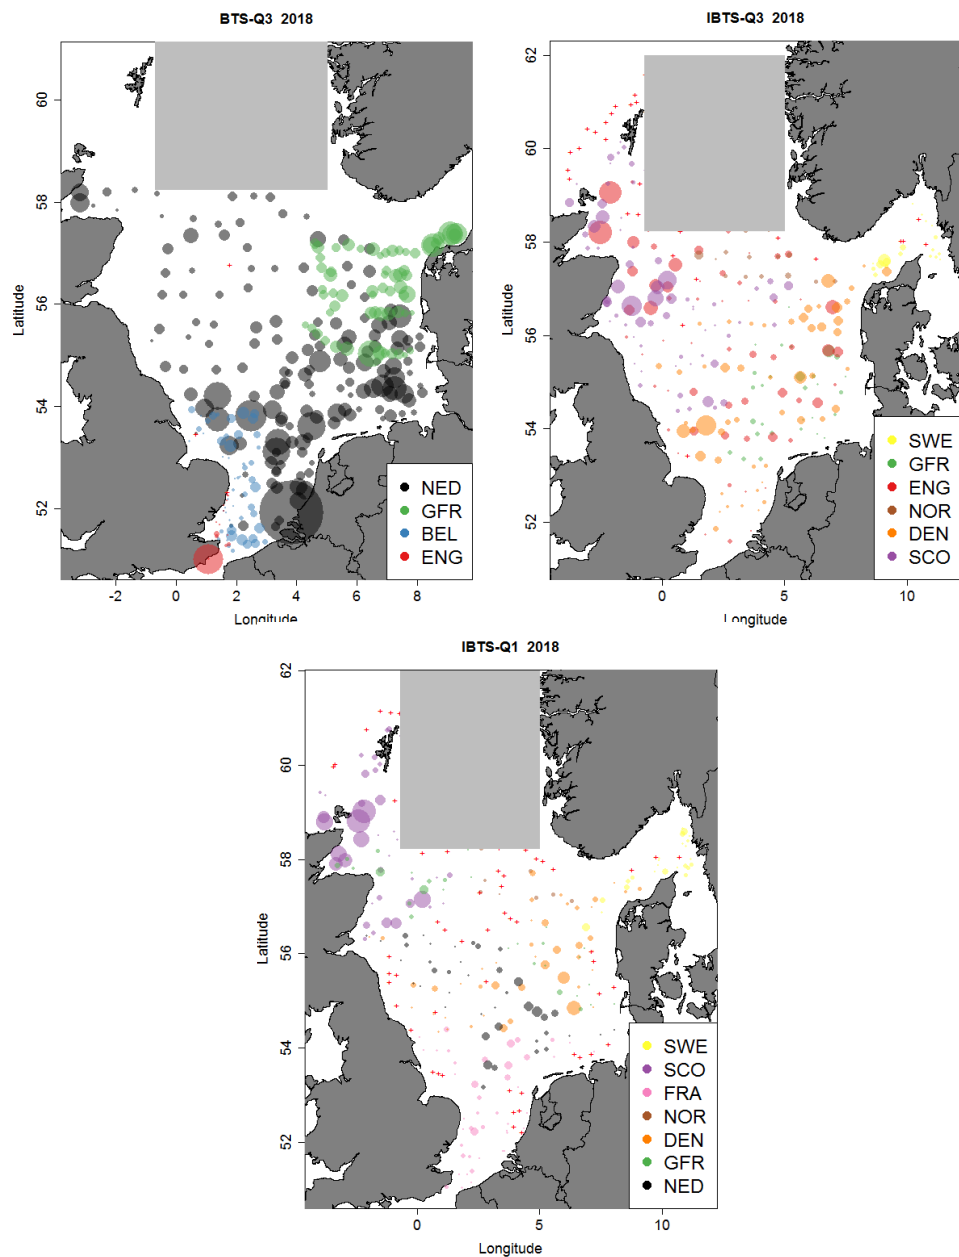 BTS-Q3 2018
60
58
56
54
52
Latitude
-2
0
2
4
6
8
Longitude
NED
GFR
BEL
ENG
IBTS-Q3 2018
62
60
58
56
54
52
Latitude
0
5
10
Longitude
SWE
GFR
ENG
NOR
DEN
SCO
IBTS-Q1 2018
62
60
58
56
54
52
Latitude
0
5
10
Longitude
SWE
SCO
FRA
NOR
DEN
GFR
NED